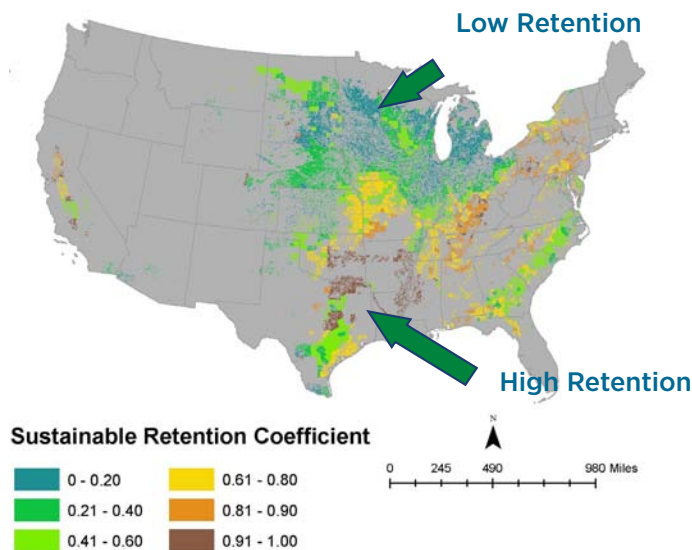 Low Retention
High Retention
Sustainable Retention Coefficient
N
0 - 0.20
0.61 - 0.80
0 245 490 980 Miles
0.21 - 0.40
0.81 - 0.90
0.41 - 0.60
0.91 - 1.00